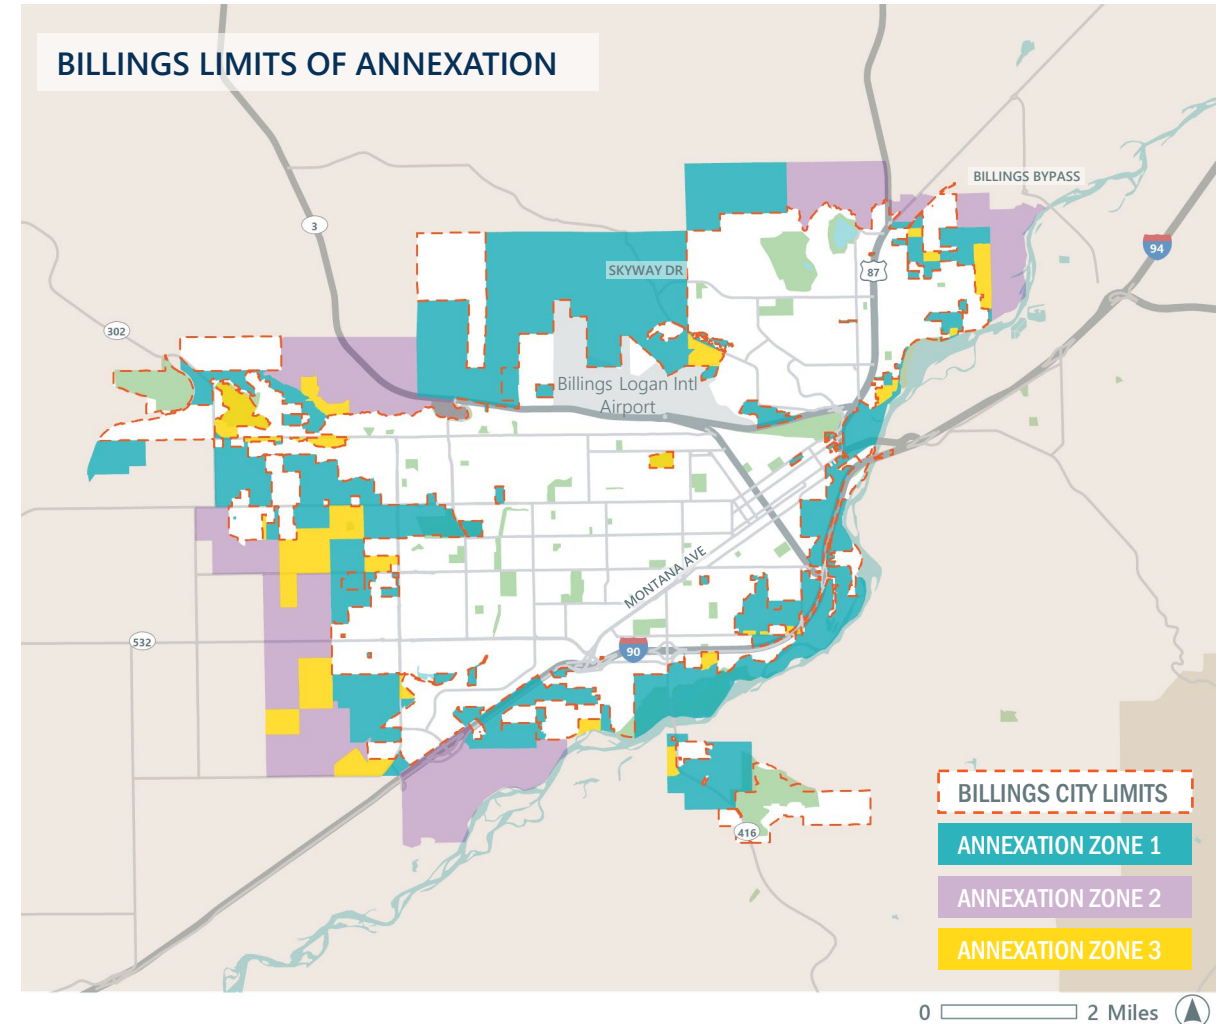 BILLINGS LIMITS OF ANNEXATION
BILLINGS BYPASS
3
94
SKYWAY DR
87
302
Billings Logan Intl
Airport
MONTANA AVE
532
90
416
BILLINGS CITY LIMITS
ANNEXATION ZONE 1
ANNEXATION ZONE 2
ANNEXATION ZONE 3
0 2 Miles